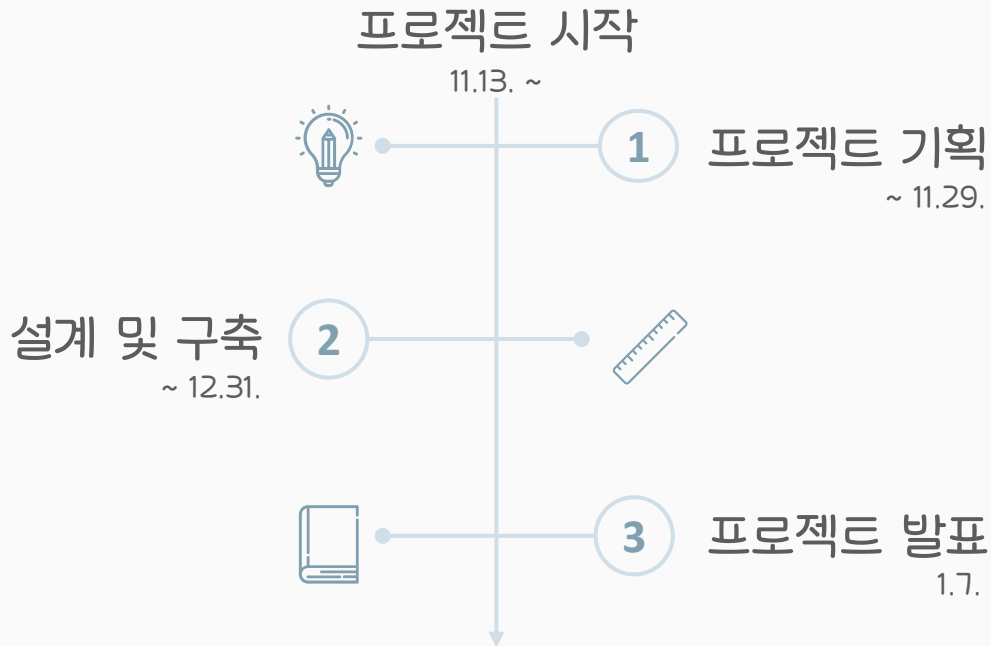 프로젝트 시작
11.13. ~
1
프로젝트 기획
~ 11.29.
설계 및 구축
2
~ 12.31.
3
프로젝트 발표
1.7.